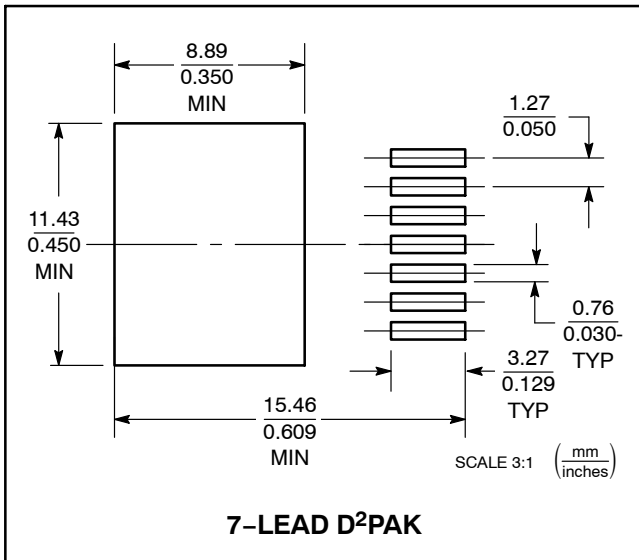 8.89
0.350
MIN
1.27
0.050
11.43
0.450
MIN
0.76
0.030-
TYP
3.27
0.129
TYP
15.46
0.609
MIN
SCALE 3:1 (mm
inches)
7–LEAD D²PAK